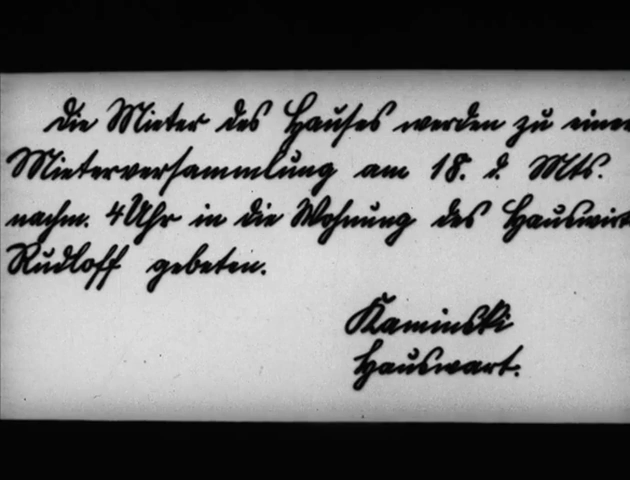 Die Mieter des Hauses werden zu einer
Mieterversammlung am 18. d. Mts.
nachm. 4 Uhr in die Wohnung des Hauswirt
Rudloff gebeten.
Kaminski
Hauswart.